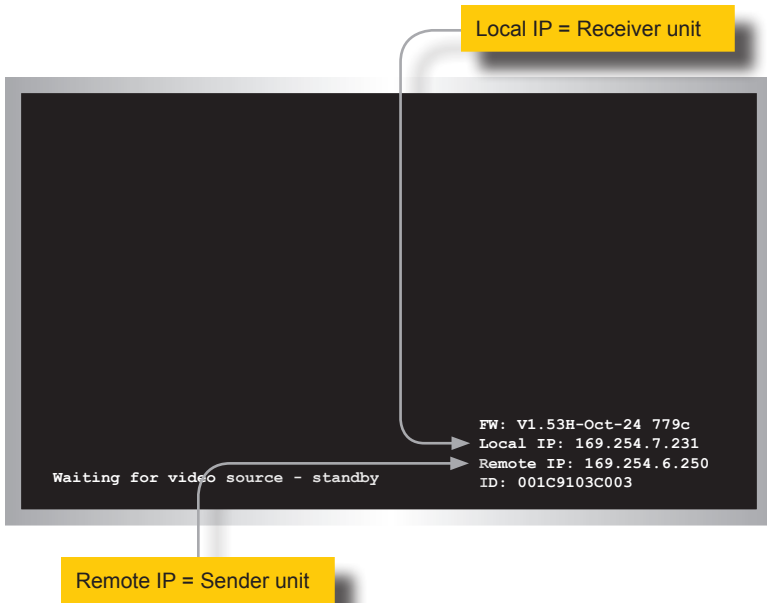 Local IP = Receiver unit
FW: V1.53H-Oct-24 779c
Local IP: 169.254.7.231
Remote IP: 169.254.6.250
Waiting for video source - standby
ID: 001C9103C003
Remote IP = Sender unit